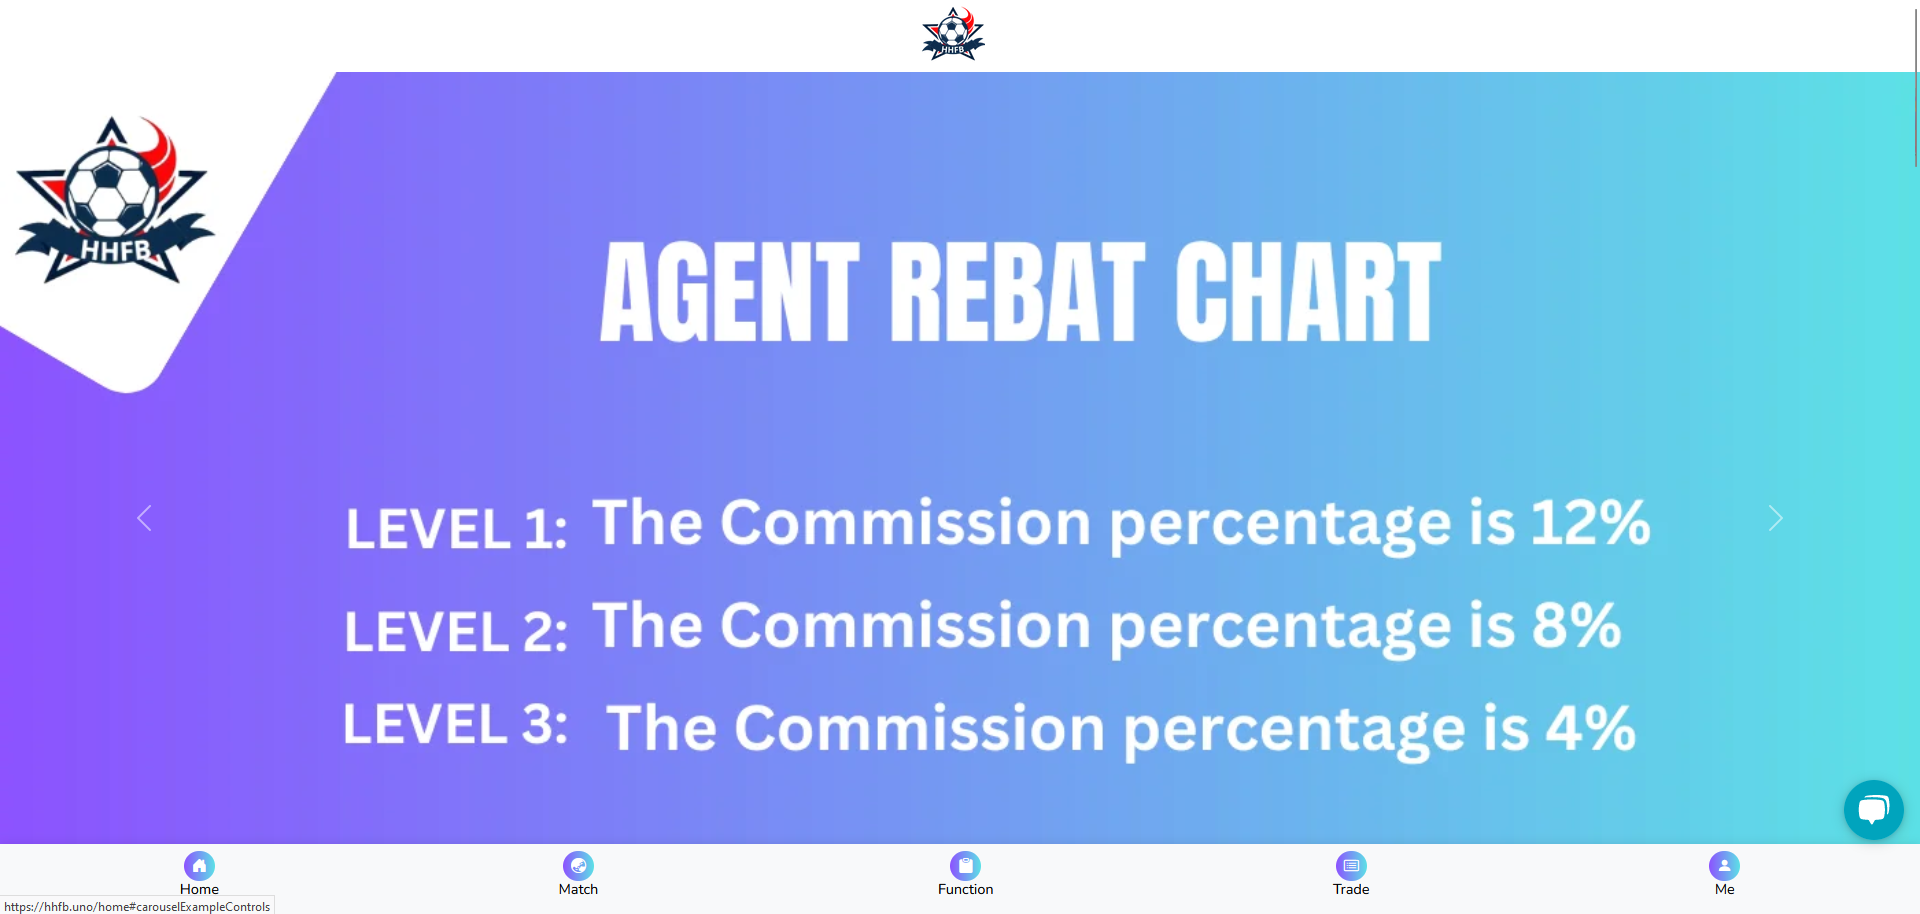 HHFB
HHFB
AGENT REBAT CHART
LEVEL 1: The Commission percentage is 12%
LEVEL 2: The Commission percentage is 8%
LEVEL 3: The Commission percentage is 4%
Home Match Function Trade Me
https://hhfb.uno/home#carouselExampleControls